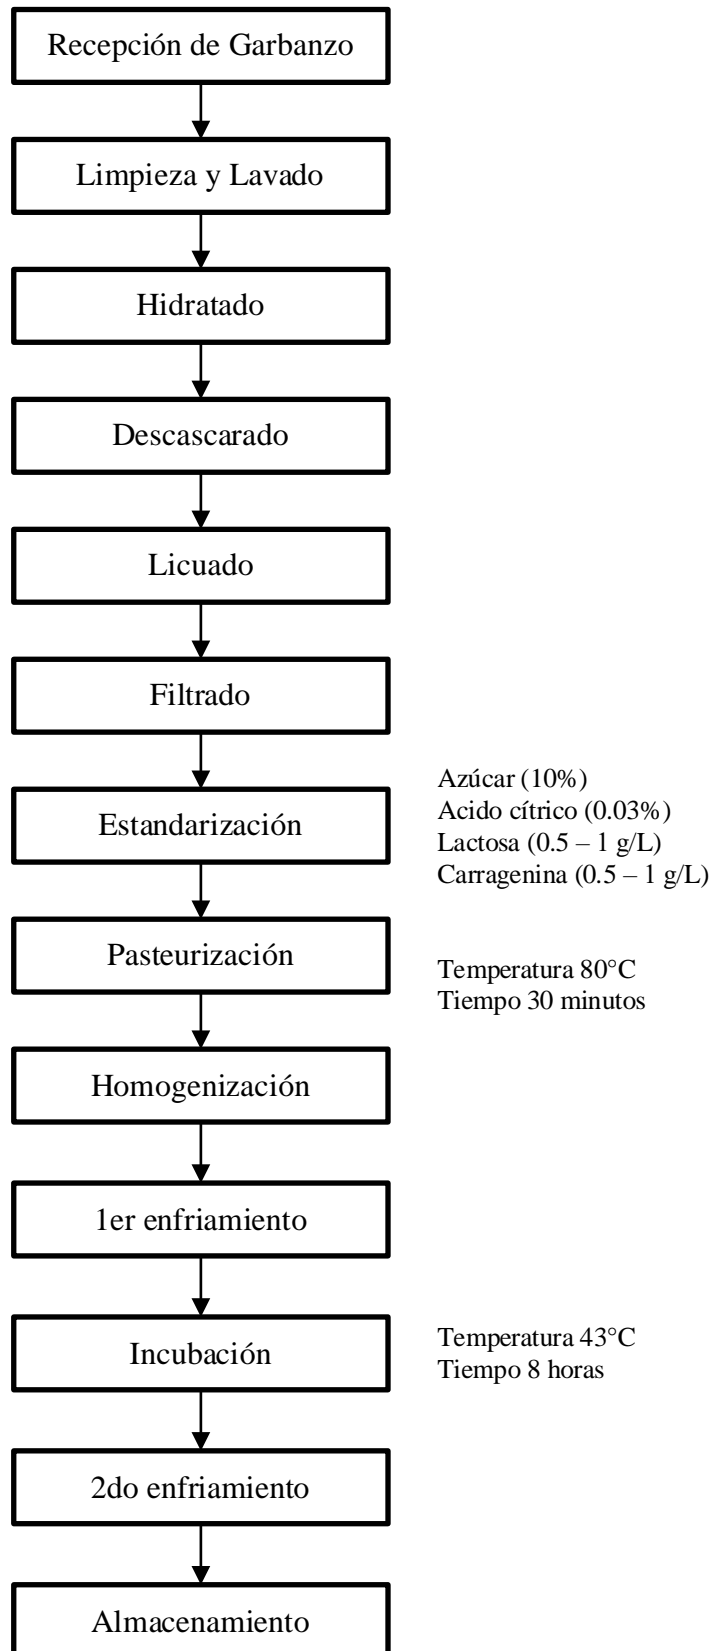 Recepción de Garbanzo
Limpieza y Lavado
Hidratado
Descascarado
Licuado
Filtrado
Estandarización
Azúcar (10%)
Acido cítrico (0.03%)
Lactosa (0.5 – 1 g/L)
Carragenina (0.5 – 1 g/L)
Pasteurización
Temperatura 80°C
Tiempo 30 minutos
Homogenización
1er enfriamiento
Incubación
Temperatura 43°C
Tiempo 8 horas
2do enfriamiento
Almacenamiento